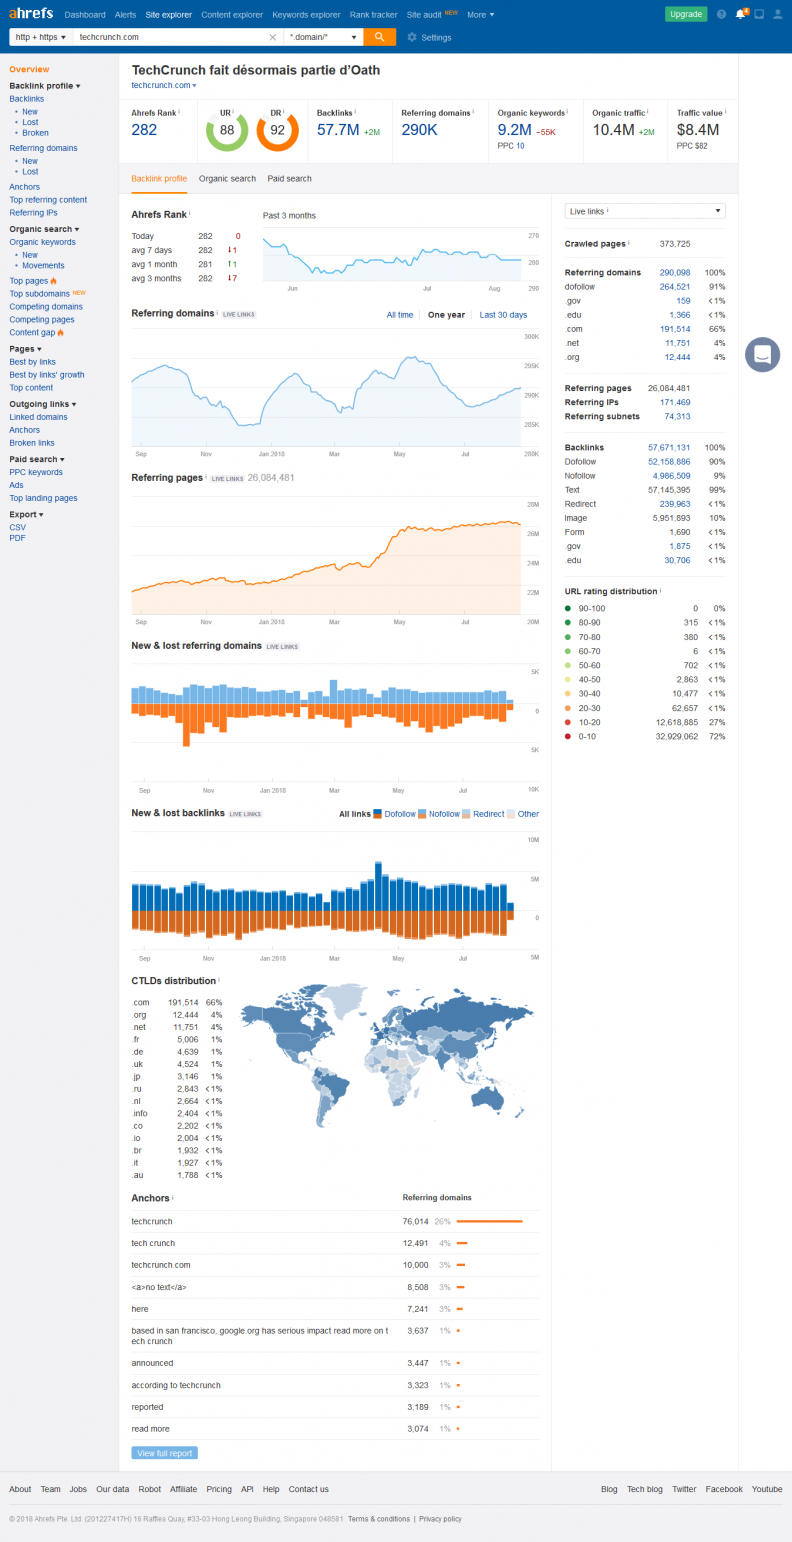 ahrefs Dashboard Alerts Site explorer Content explorer Keywords explorer Rank tracker Site audit NEW More Upgrade ? 4
http + https techcrunch.com *.domain/* Settings
Overview
Backlink profile
Backlinks
New
Lost
Broken
Referring domains
New
Lost
Anchors
Top referring content
Referring IPs
Organic search
Organic keywords
New
Movements
Top pages
Top subdomains NEW
Competing domains
Competing pages
Content gap
Pages
Best by links
Best by links' growth
Top content
Outgoing links
Linked domains
Anchors
Broken links
Paid search
PPC keywords
Ads
Top landing pages
Export
CSV
PDF
TechCrunch fait désormais partie d'Oath
techcrunch.com
Ahrefs Rank i
282
UR i
88
DR i
92
Backlinks i
57.7M +2M
Referring domains i
290K
Organic keywords i
9.2M −55K
PPC 10
Organic traffic i
10.4M +2M
Traffic value i
$8.4M
PPC $82
Backlink profile Organic search Paid search
Ahrefs Rank i
Today 282 0
avg 7 days 282 ↓1
avg 1 month 281 ↑1
avg 3 months 282 ↓7
Past 3 months
276
288
298
Jun Jul Aug
Referring domains i LIVE LINKS All time One year Last 30 days
300K
295K
290K
285K
280K
Sep Nov Jan 2018 Mar May Jul
Referring pages i LIVE LINKS 26,084,481
28M
26M
24M
22M
20M
Sep Nov Jan 2018 Mar May Jul
New & lost referring domains LIVE LINKS
5K
0
5K
10K
Sep Nov Jan 2018 Mar May Jul
New & lost backlinks LIVE LINKS All links Dofollow Nofollow Redirect Other
10M
5M
0
5M
Sep Nov Jan 2018 Mar May Jul
CTLDs distribution i
.com 191,514 66%
.org 12,444 4%
.net 11,751 4%
.fr 5,006 1%
.de 4,639 1%
.uk 4,524 1%
.jp 3,146 1%
.ru 2,843 <1%
.nl 2,664 <1%
.info 2,404 <1%
.co 2,202 <1%
.io 2,004 <1%
.br 1,932 <1%
.it 1,927 <1%
.au 1,788 <1%
Anchors i Referring domains
techcrunch 76,014 26%
tech crunch 12,491 4%
techcrunch.com 10,000 3%
<a>no text</a> 8,508 3%
here 7,241 3%
based in san francisco, google.org has serious impact read more on t
ech crunch 3,637 1%
announced 3,447 1%
according to techcrunch 3,323 1%
reported 3,189 1%
read more 3,074 1%
View full report
Live links i
Crawled pages i 373,725
Referring domains 290,098 100%
dofollow 264,521 91%
.gov 159 <1%
.edu 1,366 <1%
.com 191,514 66%
.net 11,751 4%
.org 12,444 4%
Referring pages 26,084,481
Referring IPs 171,469
Referring subnets 74,313
Backlinks 57,671,131 100%
Dofollow 52,158,886 90%
Nofollow 4,986,509 9%
Text 57,145,395 99%
Redirect 239,963 <1%
Image 5,951,893 10%
Form 1,690 <1%
.gov 1,875 <1%
.edu 30,706 <1%
URL rating distribution i
90-100 0 0%
80-90 315 <1%
70-80 380 <1%
60-70 6 <1%
50-60 702 <1%
40-50 2,863 <1%
30-40 10,477 <1%
20-30 62,657 <1%
10-20 12,618,885 27%
0-10 32,929,062 72%
About Team Jobs Our data Robot Affiliate Pricing API Help Contact us Blog Tech blog Twitter Facebook Youtube
© 2018 Ahrefs Pte. Ltd. (201227417H) 16 Raffles Quay, #33-03 Hong Leong Building, Singapore 048581 Terms & conditions | Privacy policy